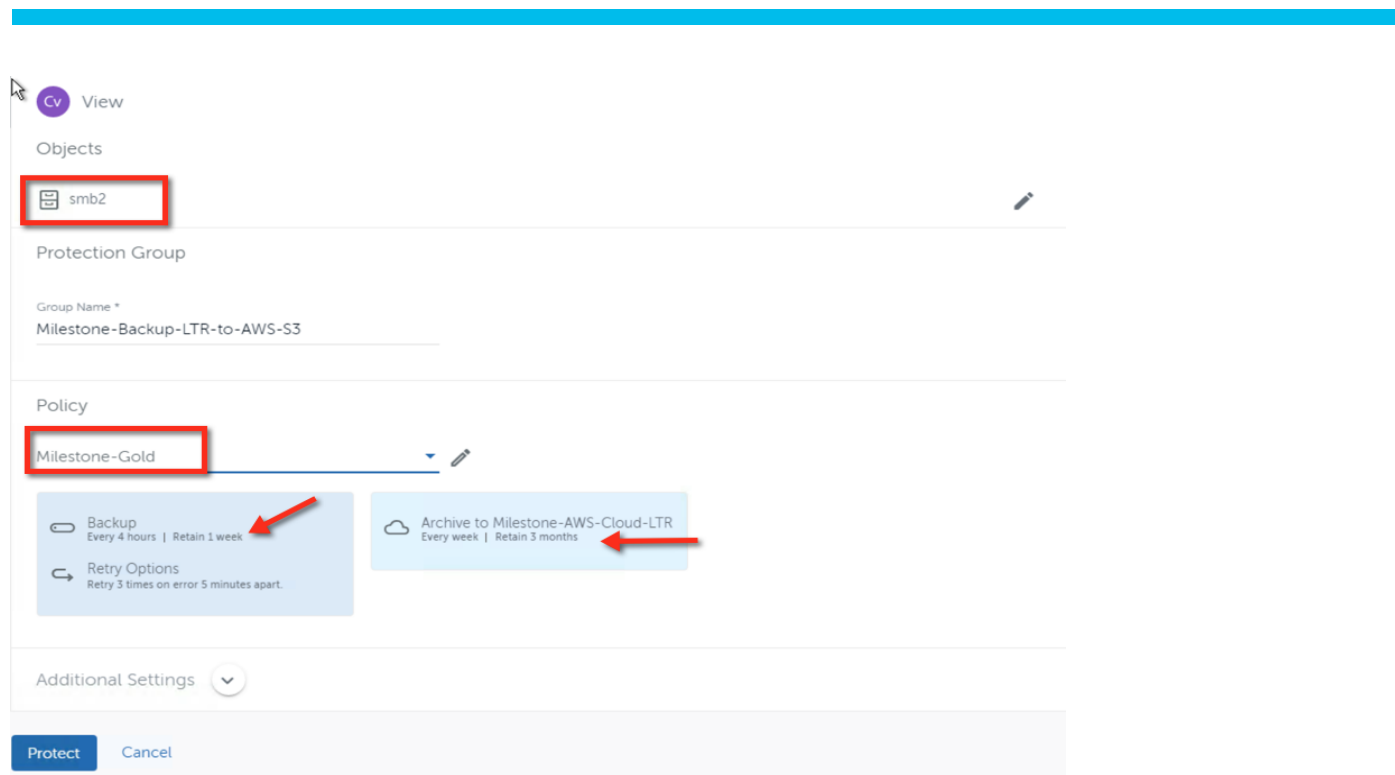 Cv View
Objects
smb2
Protection Group
Group Name *
Milestone-Backup-LTR-to-AWS-S3
Policy
Milestone-Gold
Backup
Every 4 hours | Retain 1 week
Retry Options
Retry 3 times on error 5 minutes apart.
Archive to Milestone-AWS-Cloud-LTR
Every week | Retain 3 months
Additional Settings
Protect Cancel